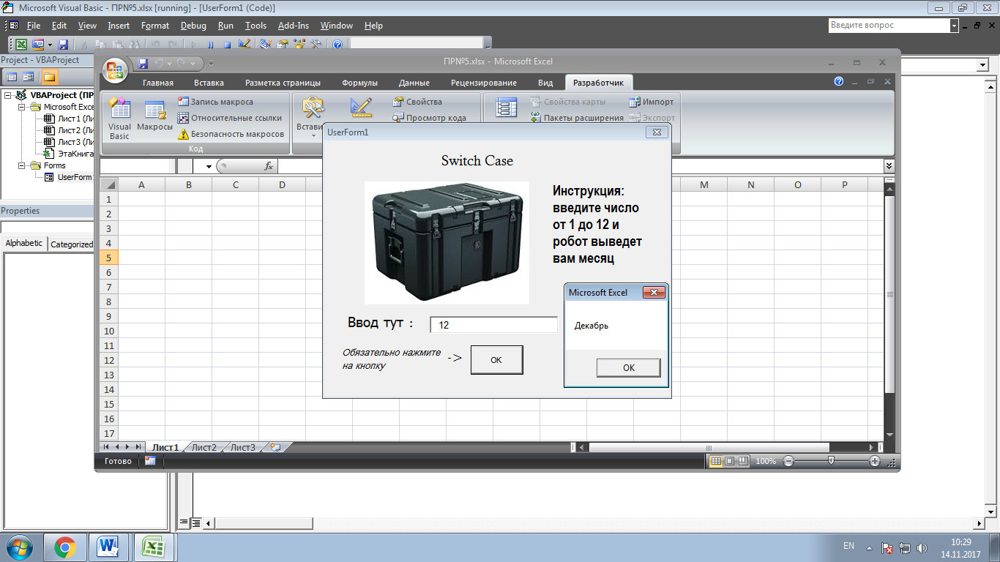 Microsoft Visual Basic - ПР№5.xlsx [running] - [UserForm1 (Code)]
File Edit View Insert Format Debug Run Tools Add-Ins Window Help
Введите вопрос
Project - VBAProject
VBAProject (ПР
Microsoft Exce
Лист1 (Ли
Лист2 (Ли
Лист3 (Ли
ЭтаКнига
Forms
UserForm1
Properties
Alphabetic Categorized
ПР№5.xlsx - Microsoft Excel
Главная Вставка Разметка страницы Формулы Данные Рецензирование Вид Разработчик
Visual Basic
Макросы
Запись макроса
Относительные ссылки
Безопасность макросов
Код
Встави
Свойства
Просмотр кода
Свойства карты
Пакеты расширения
Импорт
Экспорт
fx
A B C D M N O P
1
2
3
4
5
6
7
8
9
10
11
12
13
14
15
16
17
UserForm1
Switch Case
Инструкция:
введите число
от 1 до 12 и
робот выведет
вам месяц
Ввод тут :
12
Обязательно нажмите
на кнопку
->
OK
Microsoft Excel
Декабрь
OK
Лист1 Лист2 Лист3
Готово
100%
EN
10:29
14.11.2017